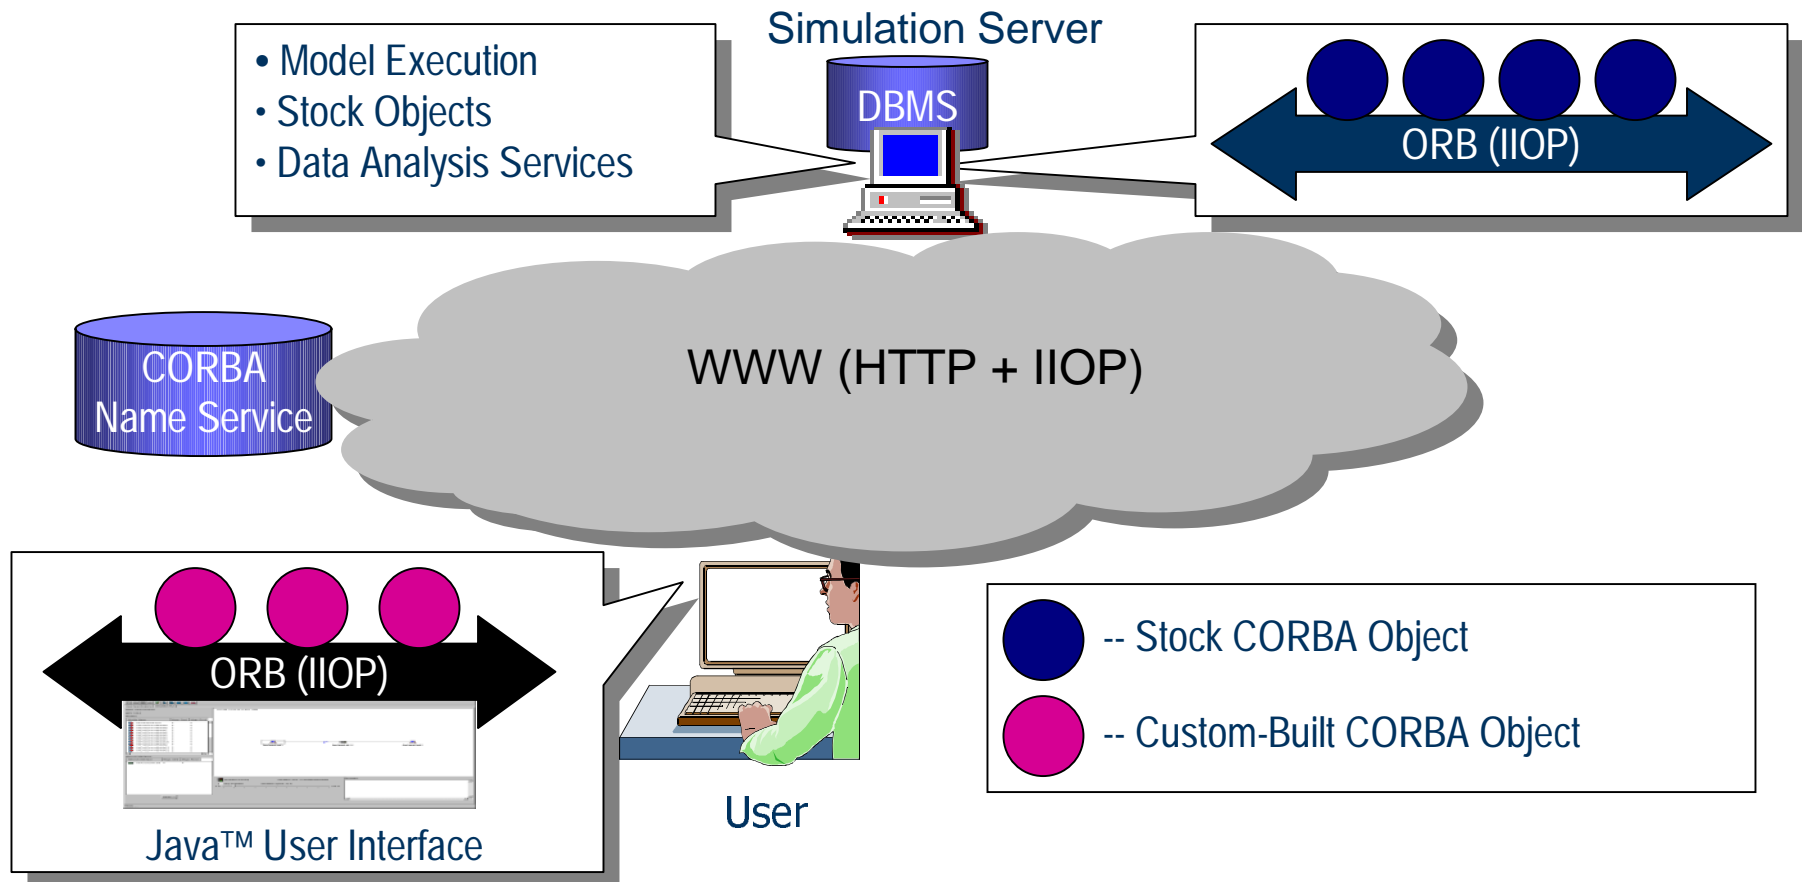 Simulation Server
• Model Execution
• Stock Objects
• Data Analysis Services
DBMS
ORB (IIOP)
WWW (HTTP + IIOP)
CORBA
Name Service
ORB (IIOP)
Java™ User Interface
User
-- Stock CORBA Object
-- Custom-Built CORBA Object